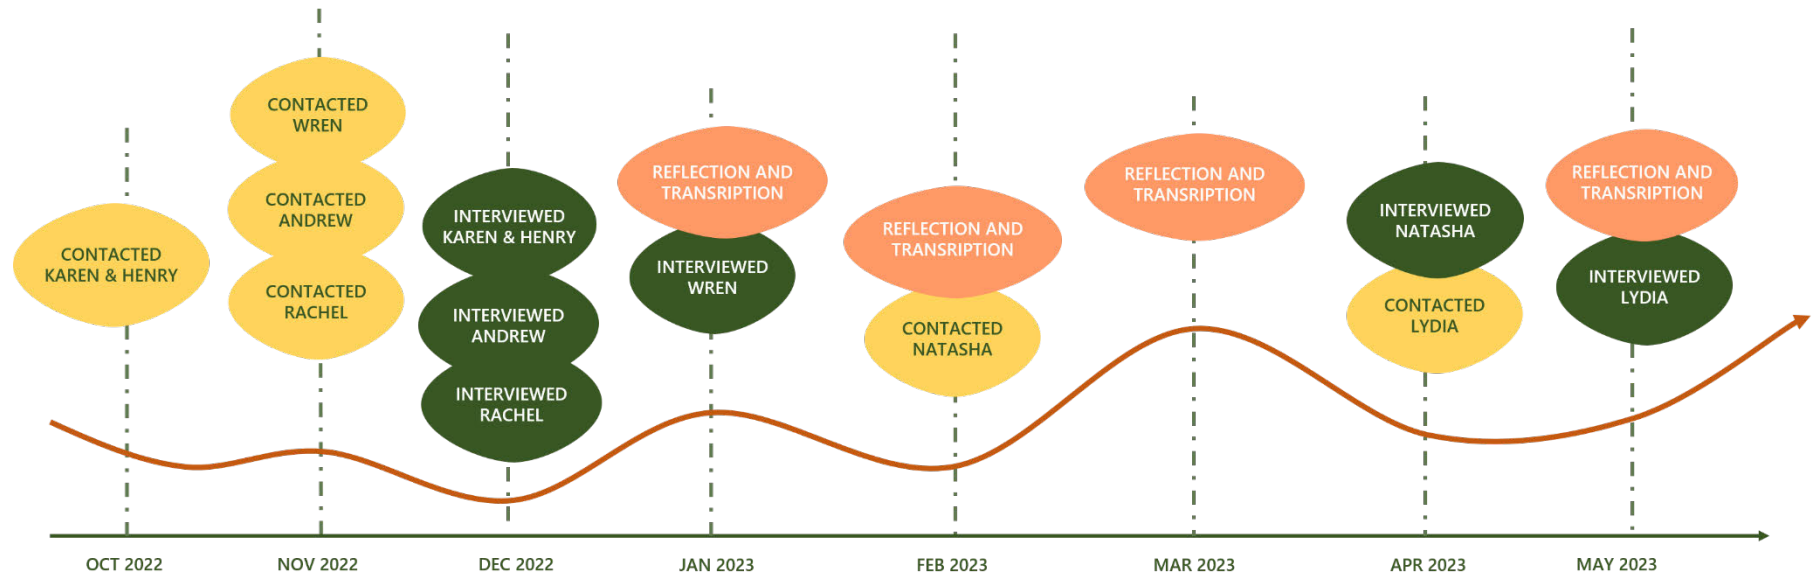 CONTACTED
KAREN & HENRY
CONTACTED
WREN
CONTACTED
ANDREW
CONTACTED
RACHEL
INTERVIEWED
KAREN & HENRY
INTERVIEWED
ANDREW
INTERVIEWED
RACHEL
REFLECTION AND
TRANSRIPTION
INTERVIEWED
WREN
REFLECTION AND
TRANSRIPTION
CONTACTED
NATASHA
REFLECTION AND
TRANSRIPTION
INTERVIEWED
NATASHA
CONTACTED
LYDIA
REFLECTION AND
TRANSRIPTION
INTERVIEWED
LYDIA
OCT 2022
NOV 2022
DEC 2022
JAN 2023
FEB 2023
MAR 2023
APR 2023
MAY 2023